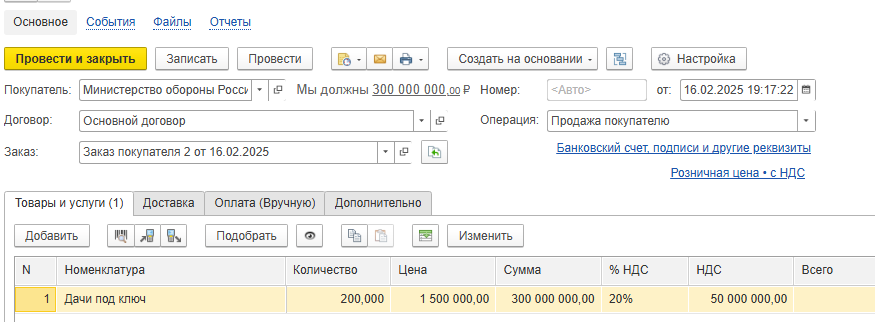 Основное События Файлы Отчеты
Провести и закрыть Записать Провести Создать на основании Настройка
Покупатель: Министерство обороны Росси Мы должны 300 000 000,00 ₽ Номер: <Авто> от: 16.02.2025 19:17:22
Договор: Основной договор Операция: Продажа покупателю
Заказ: Заказ покупателя 2 от 16.02.2025 Банковский счет, подписи и другие реквизиты
Розничная цена • с НДС
Товары и услуги (1) Доставка Оплата (Вручную) Дополнительно
Добавить Подобрать Изменить
N Номенклатура Количество Цена Сумма % НДС НДС Всего
1 Дачи под ключ 200,000 1 500 000,00 300 000 000,00 20% 50 000 000,00